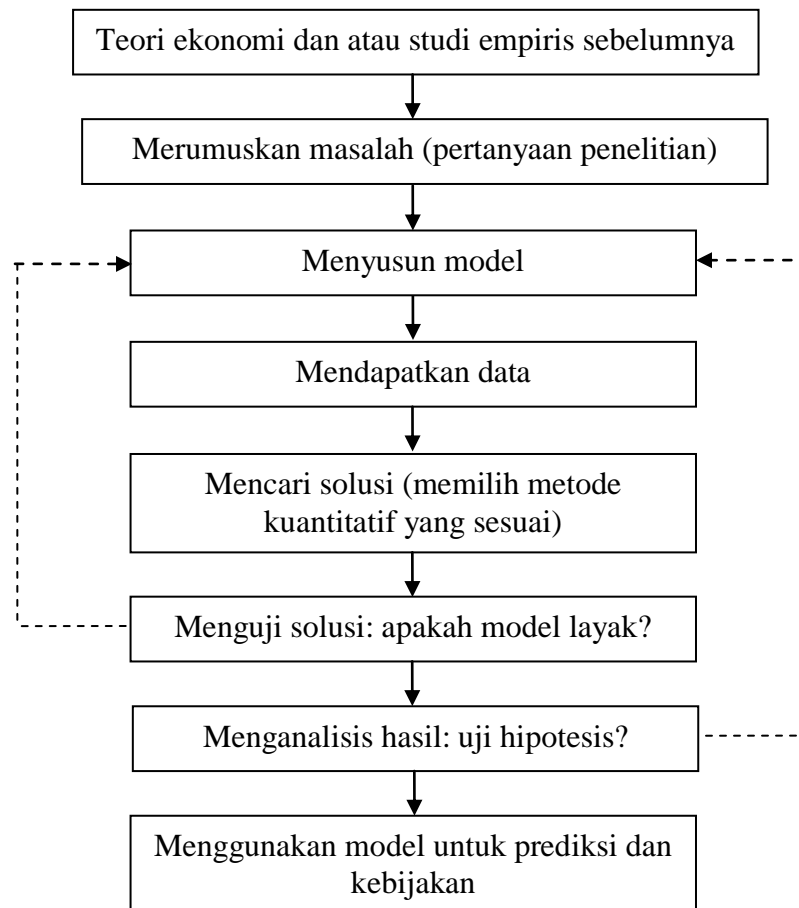 Teori ekonomi dan atau studi empiris sebelumnya
Merumuskan masalah (pertanyaan penelitian)
Menyusun model
Mendapatkan data
Mencari solusi (memilih metode
kuantitatif yang sesuai)
Menguji solusi: apakah model layak?
Menganalisis hasil: uji hipotesis?
Menggunakan model untuk prediksi dan
kebijakan